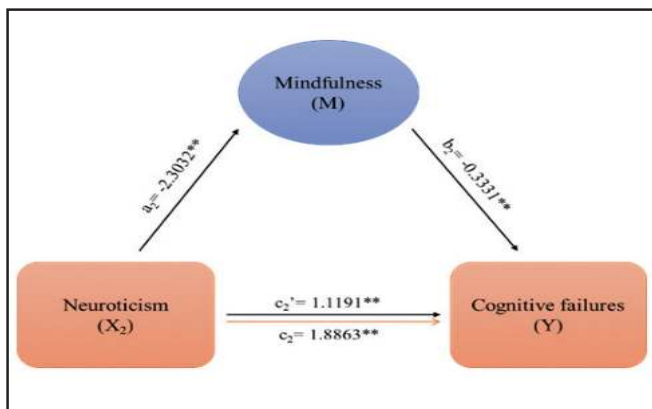 Mindfulness
(M)
a₂= -2.3032**
b₂= -0.3331**
Neuroticism
(X₂)
c₂'= 1.1191**
c₂= 1.8863**
Cognitive failures
(Y)